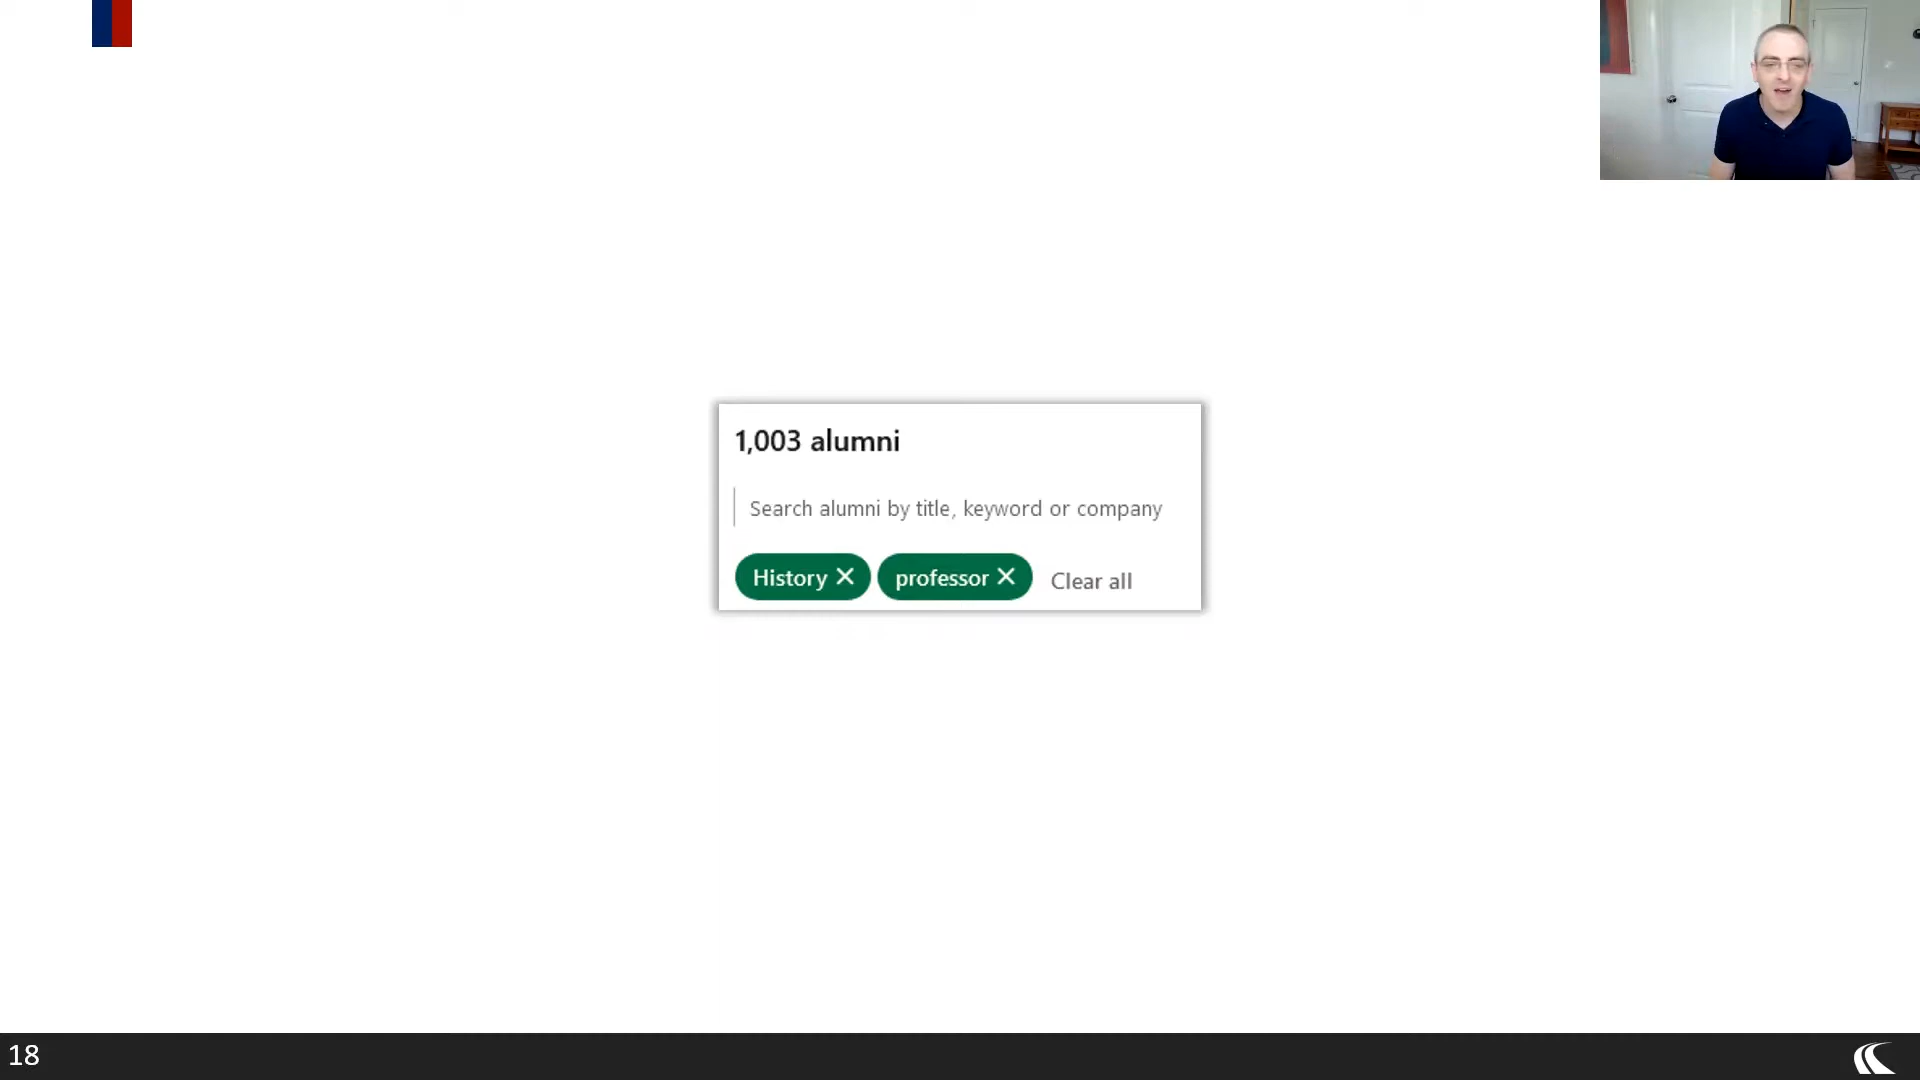 1,003 alumni
Search alumni by title, keyword or company
History ✕ professor ✕ Clear all
18